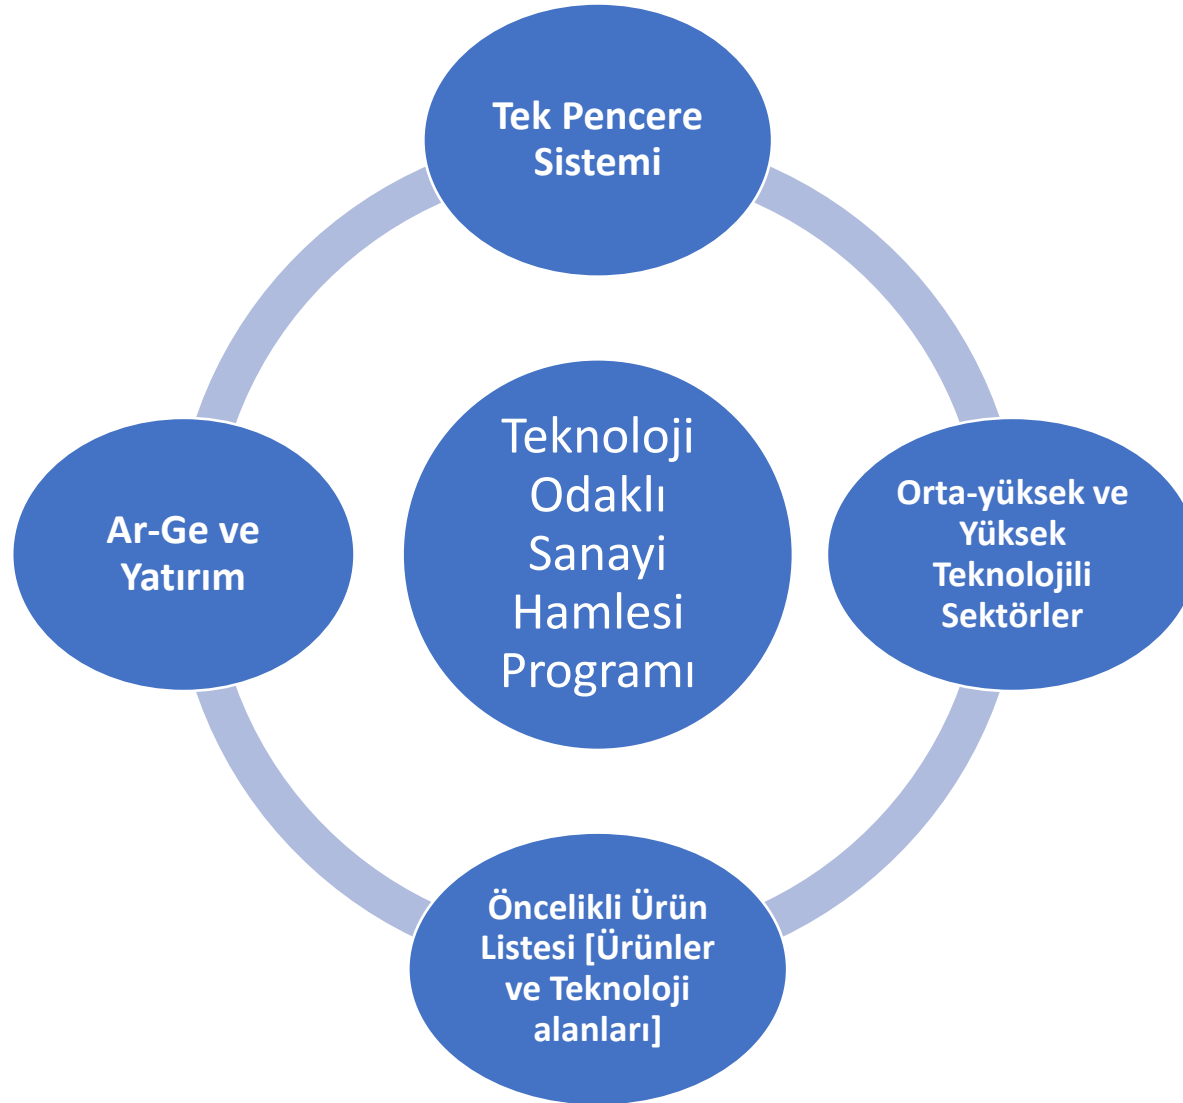 Tek Pencere
Sistemi
Teknoloji
Odaklı
Sanayi
Hamlesi
Programı
Orta-yüksek ve
Yüksek
Teknolojili
Sektörler
Ar-Ge ve
Yatırım
Öncelikli Ürün
Listesi [Ürünler
ve Teknoloji
alanları]